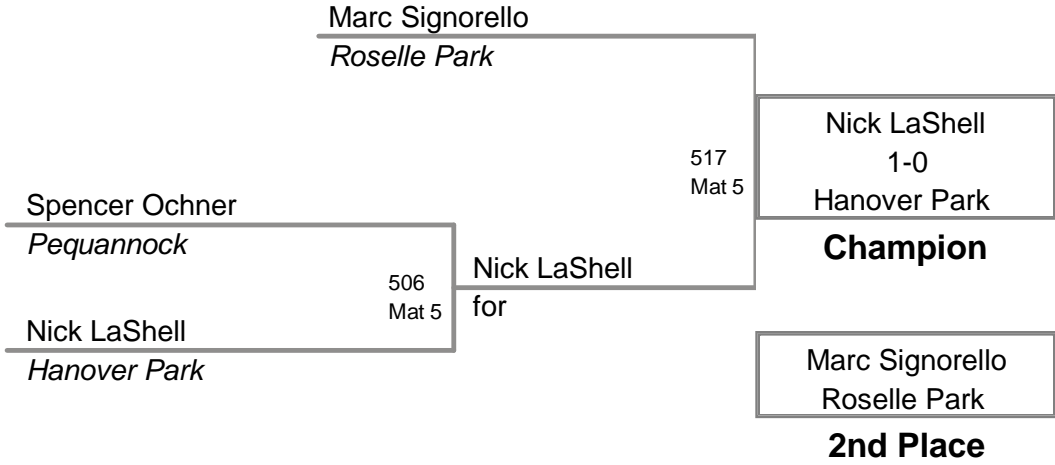 Marc Signorello
Roselle Park
Nick LaShell
1-0
Hanover Park
Champion
517
Mat 5
Spencer Ochner
Pequannock
506
Mat 5
Nick LaShell
for
Nick LaShell
Hanover Park
Marc Signorello
Roselle Park
2nd Place